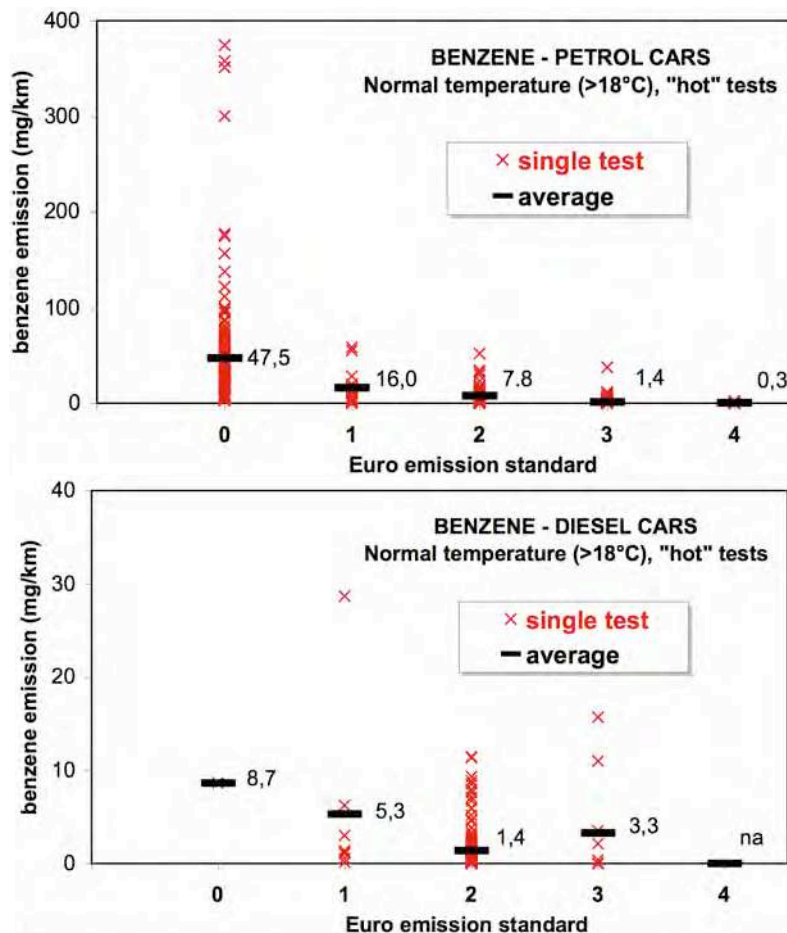 400
BENZENE - PETROL CARS
Normal temperature (>18°C), "hot" tests
300
× single test
average
200
benzene emission (mg/km)
100
47,5
16,0
7.8
1,4
0,3
0
0 1 2 3 4
Euro emission standard
40
BENZENE - DIESEL CARS
Normal temperature (>18°C), "hot" tests
30
× single test
average
20
benzene emission (mg/km)
10
8,7
5,3
1,4
3,3
na
0
0 1 2 3 4
Euro emission standard